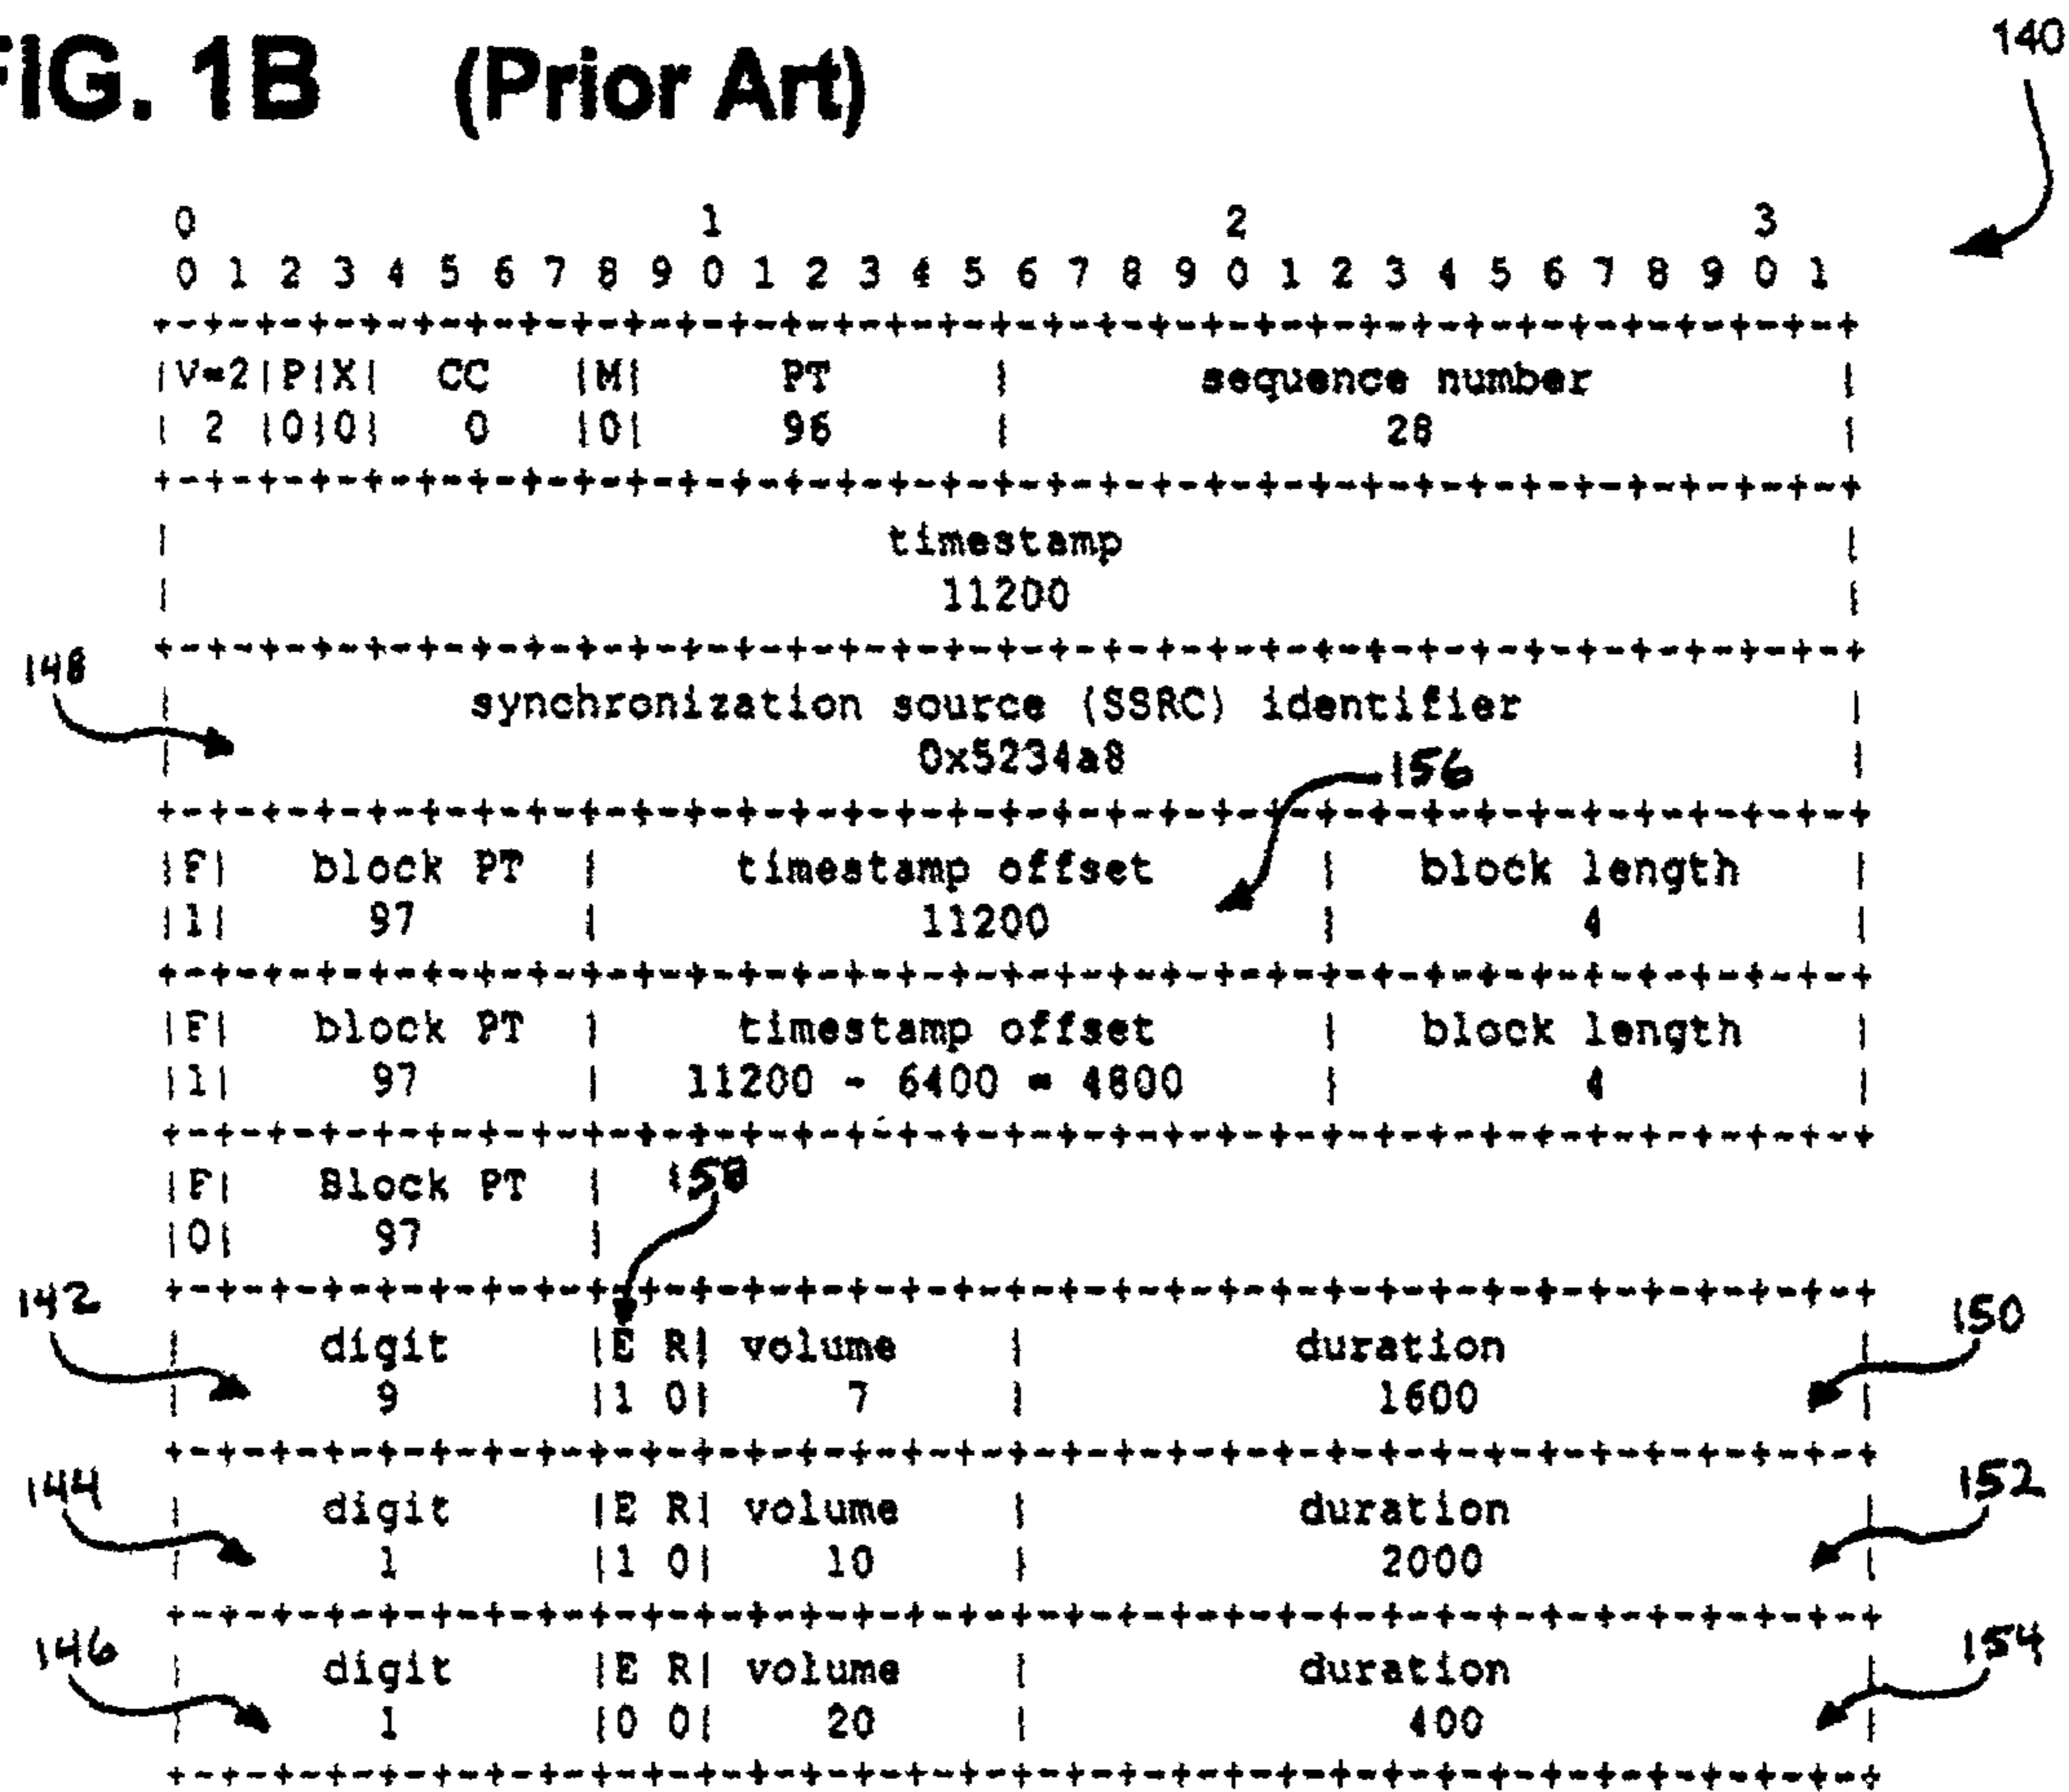 FIG. 1B (Prior Art)
140
0 1 2 3
0 1 2 3 4 5 6 7 8 9 0 1 2 3 4 5 6 7 8 9 0 1 2 3 4 5 6 7 8 9 0 1
+-+-+-+-+-+-+-+-+-+-+-+-+-+-+-+-+-+-+-+-+-+-+-+-+-+-+-+-+-+-+-+-+
|V=2|P|X| CC |M| PT | sequence number |
| 2 |0|0| 0 |0| 96 | 28 |
+-+-+-+-+-+-+-+-+-+-+-+-+-+-+-+-+-+-+-+-+-+-+-+-+-+-+-+-+-+-+-+-+
| timestamp |
| 11200 |
+-+-+-+-+-+-+-+-+-+-+-+-+-+-+-+-+-+-+-+-+-+-+-+-+-+-+-+-+-+-+-+-+
148
| synchronization source (SSRC) identifier |
| 0x5234a8 |
156
+-+-+-+-+-+-+-+-+-+-+-+-+-+-+-+-+-+-+-+-+-+-+-+-+-+-+-+-+-+-+-+-+
|F| block PT | timestamp offset | block length |
|1| 97 | 11200 | 4 |
+-+-+-+-+-+-+-+-+-+-+-+-+-+-+-+-+-+-+-+-+-+-+-+-+-+-+-+-+-+-+-+-+
|F| block PT | timestamp offset | block length |
|1| 97 | 11200 - 6400 = 4800 | 4 |
+-+-+-+-+-+-+-+-+-+-+-+-+-+-+-+-+-+-+-+-+-+-+-+-+-+-+-+-+-+-+-+-+
|F| Block PT | 158
|0| 97 |
+-+-+-+-+-+-+-+-+-+-+-+-+-+-+-+-+-+-+-+-+-+-+-+-+-+-+-+-+-+-+-+-+
142
| digit |E R| volume | duration | 150
| 9 |1 0| 7 | 1600 |
+-+-+-+-+-+-+-+-+-+-+-+-+-+-+-+-+-+-+-+-+-+-+-+-+-+-+-+-+-+-+-+-+
144
| digit |E R| volume | duration | 152
| 1 |1 0| 10 | 2000 |
+-+-+-+-+-+-+-+-+-+-+-+-+-+-+-+-+-+-+-+-+-+-+-+-+-+-+-+-+-+-+-+-+
146
| digit |E R| volume | duration | 154
| 1 |0 0| 20 | 400 |
+-+-+-+-+-+-+-+-+-+-+-+-+-+-+-+-+-+-+-+-+-+-+-+-+-+-+-+-+-+-+-+-+